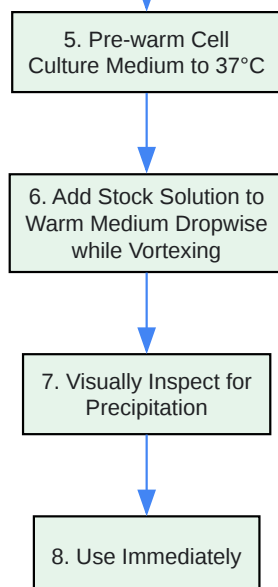 5. Pre-warm Cell
Culture Medium to 37°C
6. Add Stock Solution to
Warm Medium Dropwise
while Vortexing
7. Visually Inspect for
Precipitation
8. Use Immediately